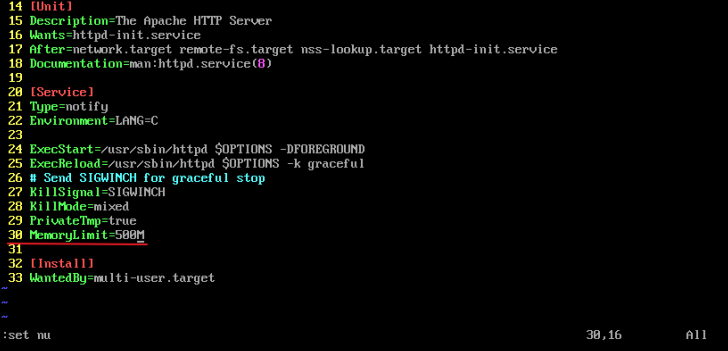 14 [Unit]
15 Description=The Apache HTTP Server
16 Wants=httpd-init.service
17 After=network.target remote-fs.target nss-lookup.target httpd-init.service
18 Documentation=man:httpd.service(8)
19
20 [Service]
21 Type=notify
22 Environment=LANG=C
23
24 ExecStart=/usr/sbin/httpd $OPTIONS -DFOREGROUND
25 ExecReload=/usr/sbin/httpd $OPTIONS -k graceful
26 # Send SIGWINCH for graceful stop
27 KillSignal=SIGWINCH
28 KillMode=mixed
29 PrivateTmp=true
30 MemoryLimit=500M
31
32 [Install]
33 WantedBy=multi-user.target
~
~
~
:set nu 30,16 All